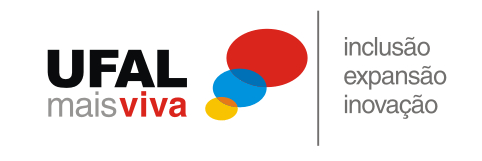 UFAL
maisviva
inclusão
expansão
inovação